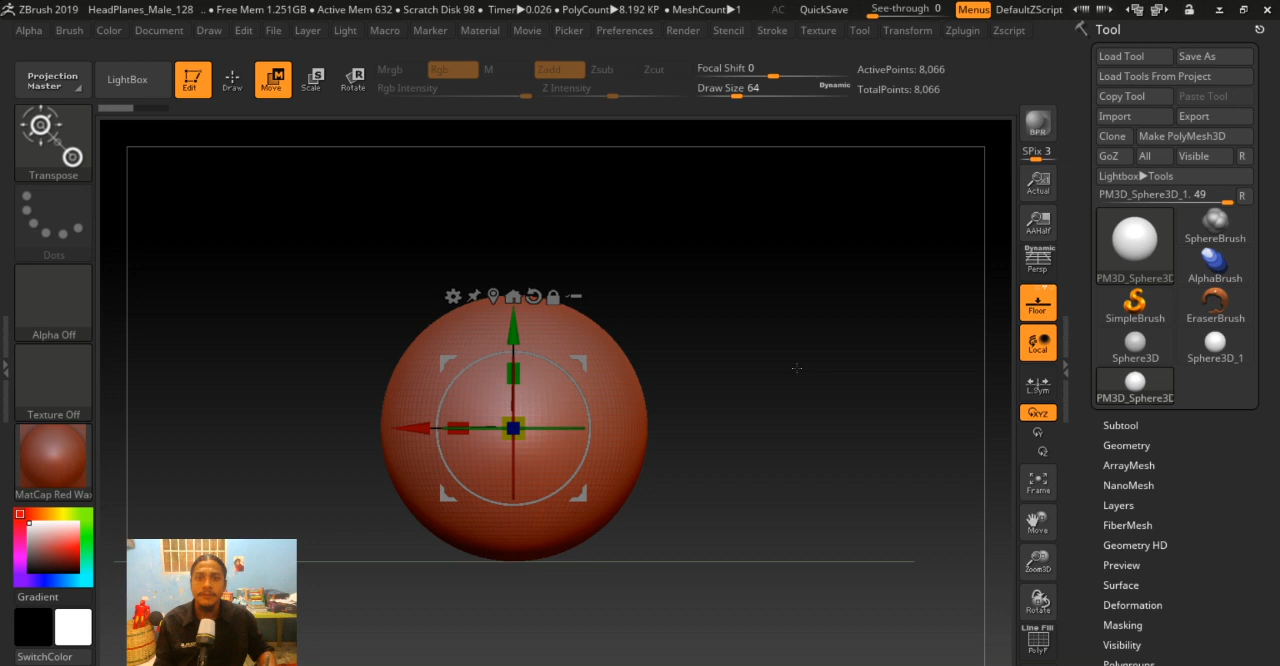 ZBrush 2019 HeadPlanes_Male_128 .. • Free Mem 1.251GB • Active Mem 632 • Scratch Disk 98 • Timer▶0.026 • PolyCount▶8.192 KP • MeshCount▶1 AC QuickSave See-through 0 Menus DefaultZScript
Alpha Brush Color Document Draw Edit File Layer Light Macro Marker Material Movie Picker Preferences Render Stencil Stroke Texture Tool Transform Zplugin Zscript
Projection Master
LightBox
Edit Draw Move Scale Rotate
Mrgb Rgb M Zadd Zsub Zcut
Rgb Intensity Z Intensity
Focal Shift 0
Draw Size 64 Dynamic
ActivePoints: 8,066
TotalPoints: 8,066
Transpose
Dots
Alpha Off
Texture Off
MatCap Red Wax
Gradient
SwitchColor
BPR
SPix 3
Actual
AAHalf
Dynamic
Persp
Floor
Local
L.Sym
XYZ
Frame
Move
Zoom3D
Rotate
Line Fill
PolyF
Tool
Load Tool Save As
Load Tools From Project
Copy Tool Paste Tool
Import Export
Clone Make PolyMesh3D
GoZ All Visible R
Lightbox▶Tools
PM3D_Sphere3D_1. 49 R
PM3D_Sphere3D
SphereBrush
AlphaBrush
SimpleBrush EraserBrush
Sphere3D Sphere3D_1
PM3D_Sphere3D
Subtool
Geometry
ArrayMesh
NanoMesh
Layers
FiberMesh
Geometry HD
Preview
Surface
Deformation
Masking
Visibility
Polygroups